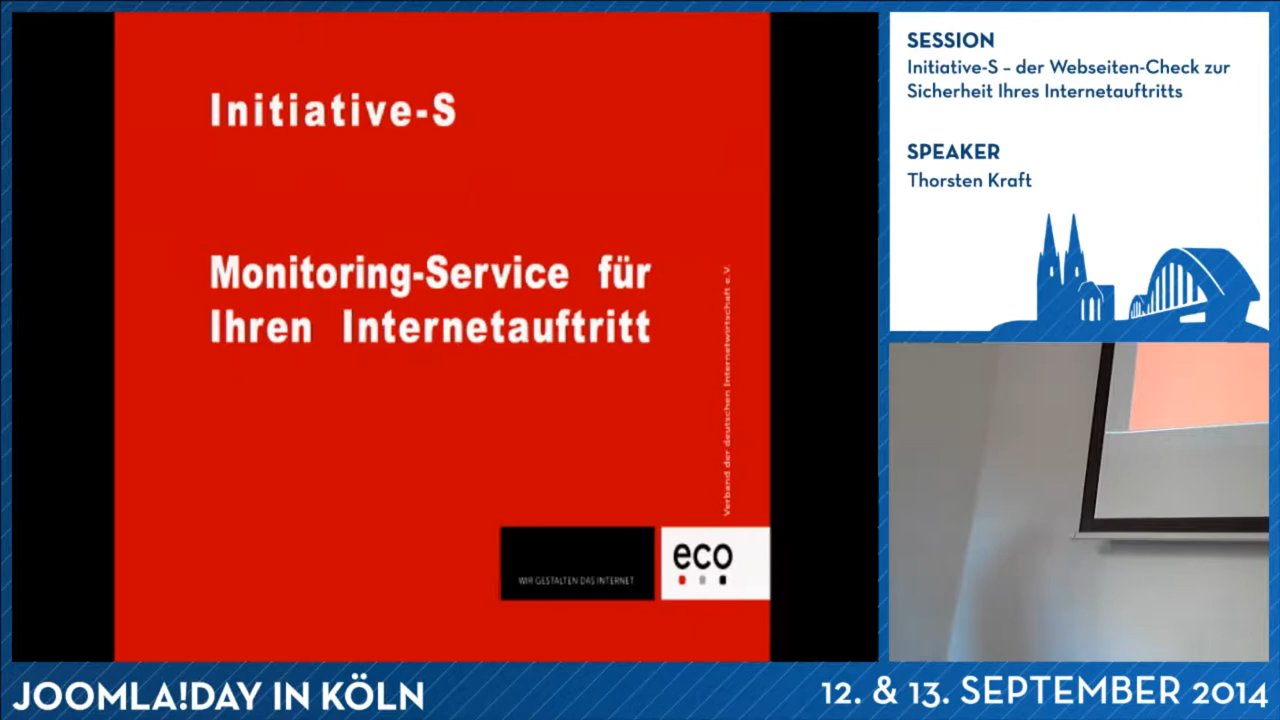 Initiative-S
Monitoring-Service für
Ihren Internetauftritt
Verband der deutschen Internetwirtschaft e.V.
WIR GESTALTEN DAS INTERNET
eco
SESSION
Initiative-S – der Webseiten-Check zur
Sicherheit Ihres Internetauftritts
SPEAKER
Thorsten Kraft
JOOMLA!DAY IN KÖLN
12. & 13. SEPTEMBER 2014